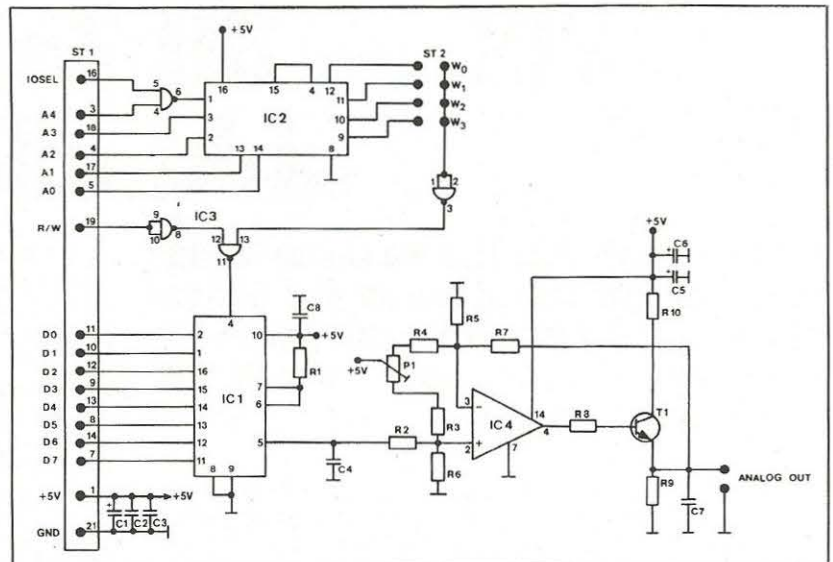 ST 1
+5V
ST 2
IOSEL 16
5 4 6
A4 3
A3 18
A2 4
A1 17
A0 5
16 15 4 12
1 3 2
IC2
11 10 9
13 14 8
W0
W1
W2
W3
1 2
3
R/W 19
9 10 8
IC3
12 13
11
+5V
C6
C5
R10
4
C8
10 +5V
R1
7
6
5
D0 11 2
D1 10 1
D2 12 16
D3 9 15
D4 13 14
D5 8 13
D6 14 12
D7 7 11
IC1
8 9
R5
R4
R7
P1
+5V
R3
R2
R6
C4
3 −
2 +
IC4
14
4
7
R8
T1
R9
C7
ANALOG OUT
+5V 1 +5V
C1 C2 C3
GND 21